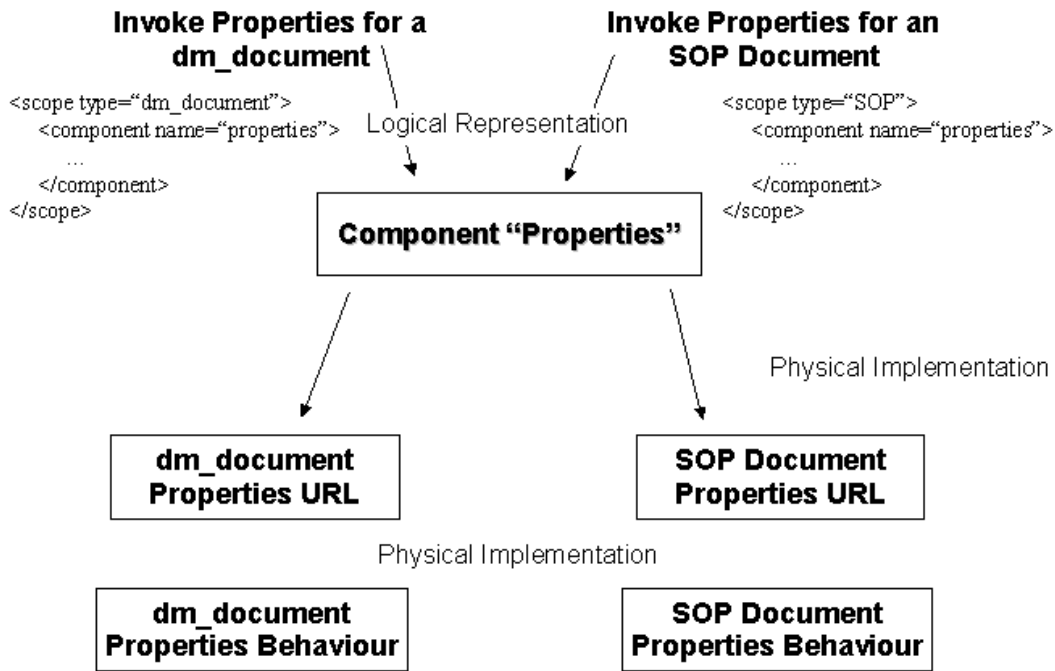 Invoke Properties for a
dm_document
Invoke Properties for an
SOP Document
<scope type=“dm_document”>
<component name=“properties”>
...
</component>
</scope>
Logical Representation
<scope type=“SOP”>
<component name=“properties”>
...
</component>
</scope>
Component “Properties”
Physical Implementation
dm_document
Properties URL
SOP Document
Properties URL
Physical Implementation
dm_document
Properties Behaviour
SOP Document
Properties Behaviour